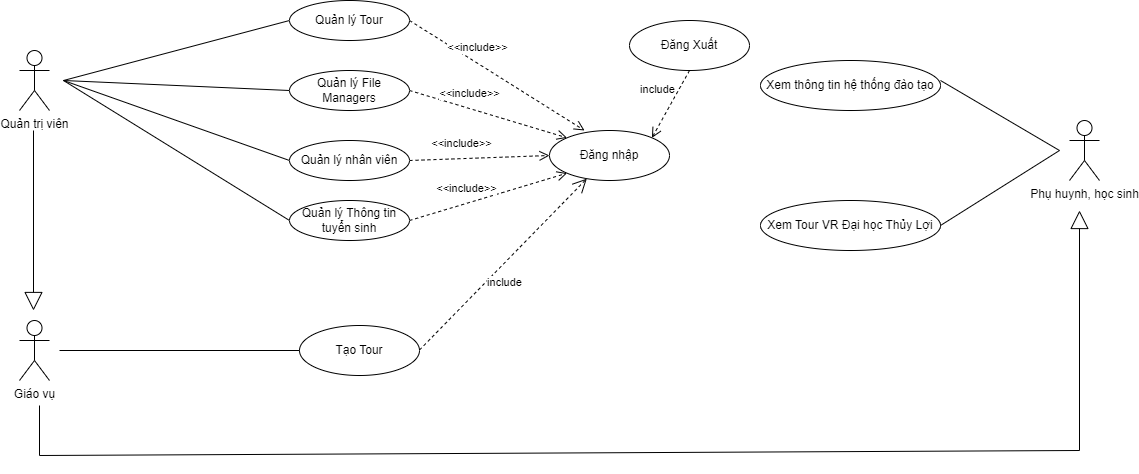 Quản lý Tour
<<include>>
Đăng Xuất
Quản lý File
Managers
<<include>>
include
Xem thông tin hệ thống đào tạo
Quản trị viên
<<include>>
Quản lý nhân viên
Đăng nhập
<<include>>
Phụ huynh, học sinh
Quản lý Thông tin
tuyển sinh
Xem Tour VR Đại học Thủy Lợi
include
Tạo Tour
Giáo vụ